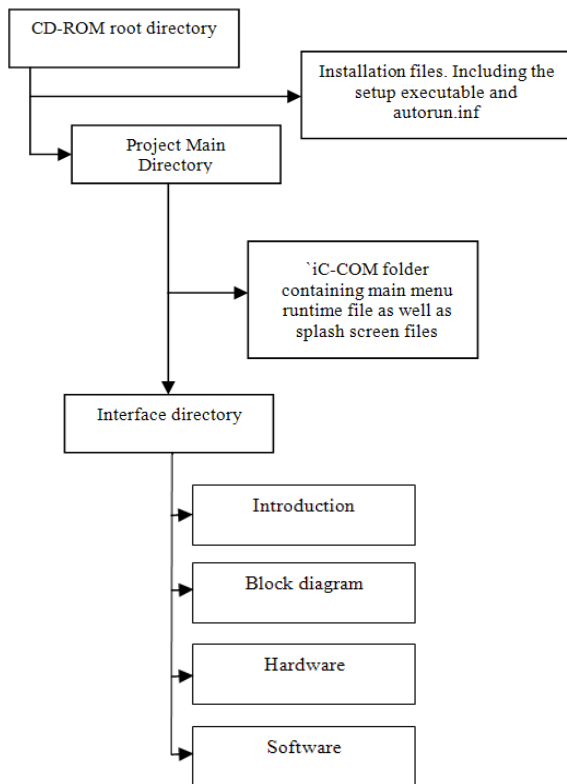 CD-ROM root directory
Installation files. Including the
setup executable and
autorun.inf
Project Main
Directory
`iC-COM folder
containing main menu
runtime file as well as
splash screen files
Interface directory
Introduction
Block diagram
Hardware
Software